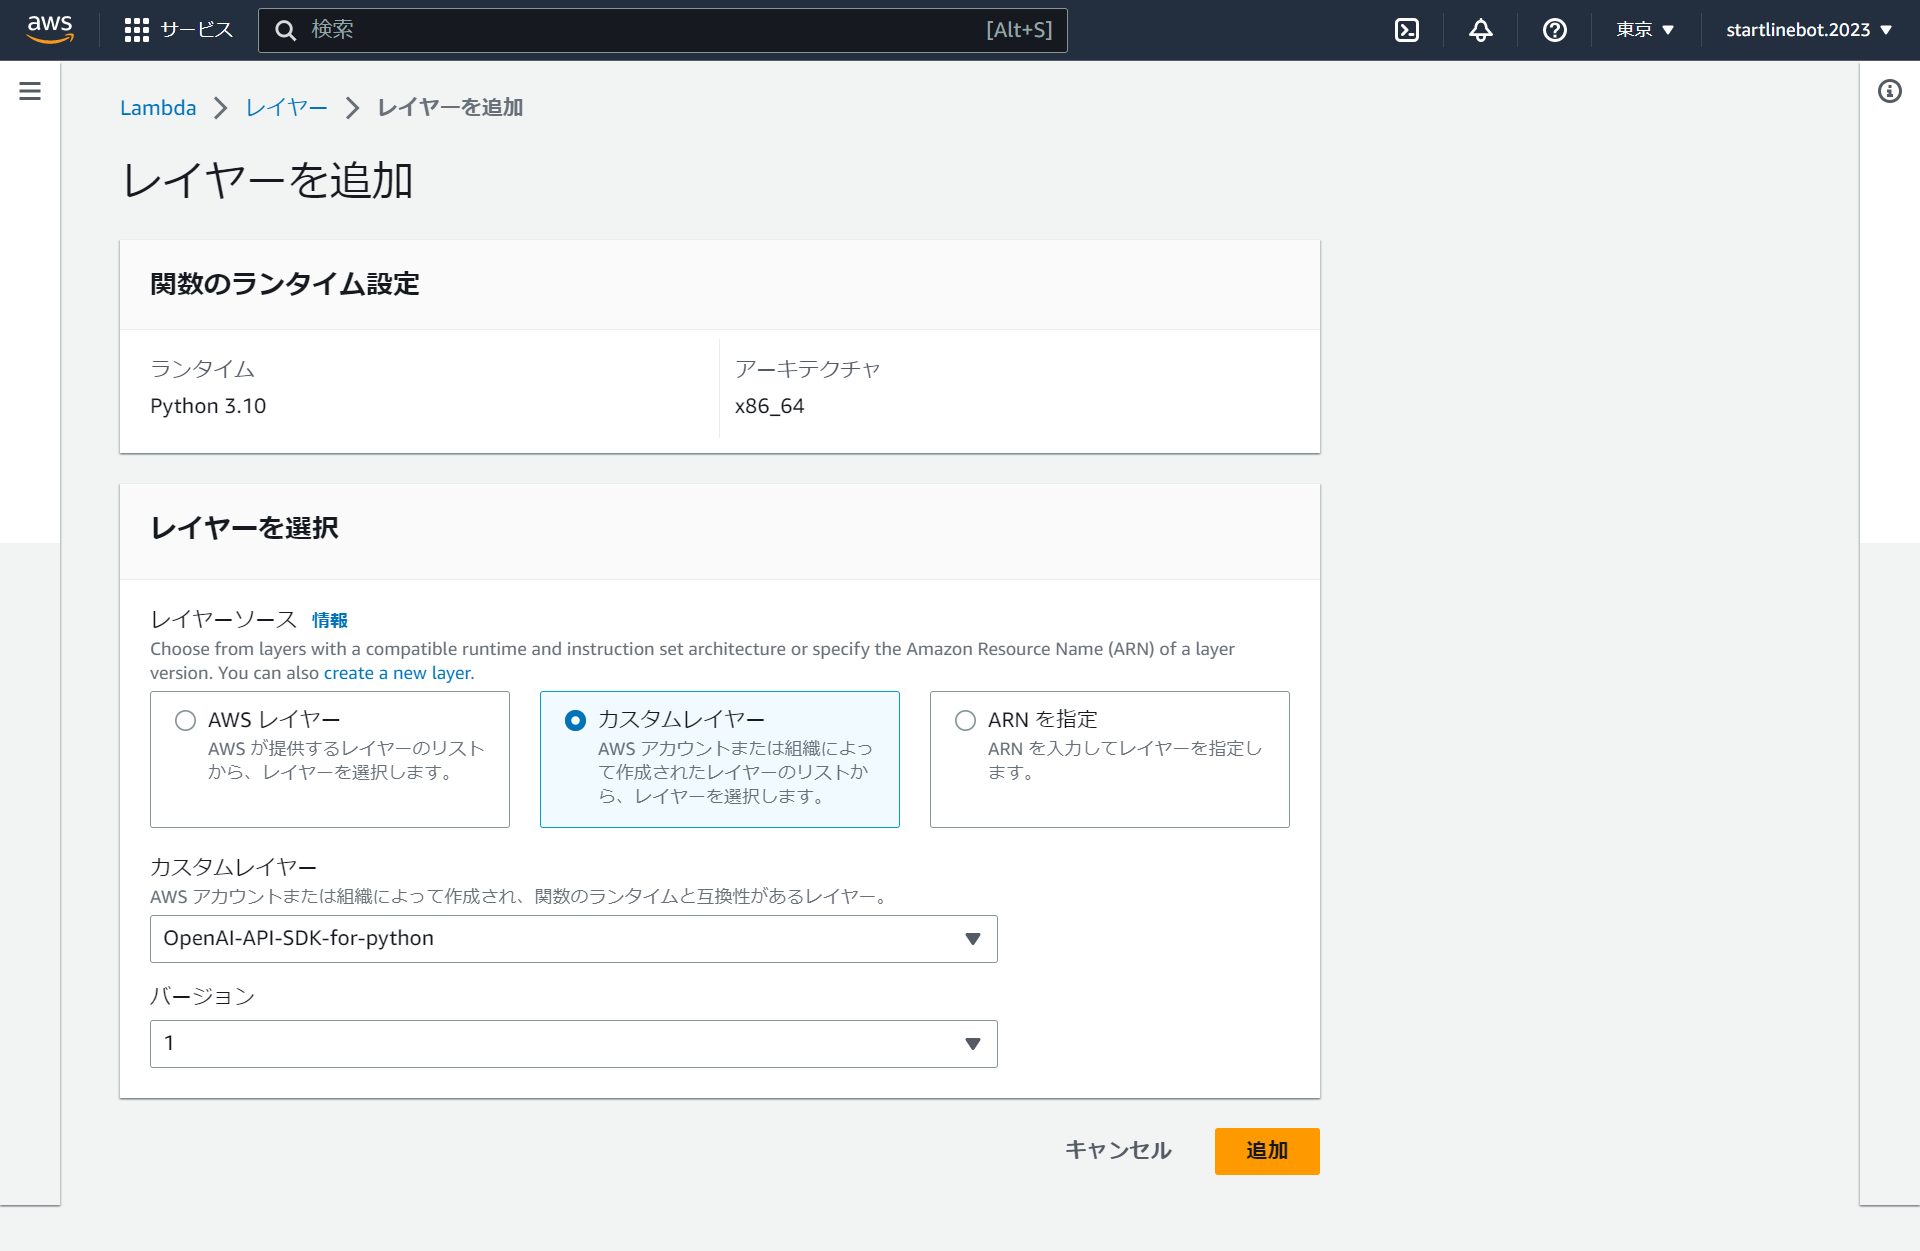 aws サービス 検索 [Alt+S] 東京 startlinebot.2023
Lambda レイヤー レイヤーを追加
レイヤーを追加
関数のランタイム設定
ランタイム
Python 3.10
アーキテクチャ
x86_64
レイヤーを選択
レイヤーソース 情報
Choose from layers with a compatible runtime and instruction set architecture or specify the Amazon Resource Name (ARN) of a layer
version. You can also create a new layer.
AWS レイヤー
AWS が提供するレイヤーのリスト
から、レイヤーを選択します。
カスタムレイヤー
AWS アカウントまたは組織によっ
て作成されたレイヤーのリストか
ら、レイヤーを選択します。
ARN を指定
ARN を入力してレイヤーを指定し
ます。
カスタムレイヤー
AWS アカウントまたは組織によって作成され、関数のランタイムと互換性があるレイヤー。
OpenAI-API-SDK-for-python
バージョン
1
キャンセル 追加